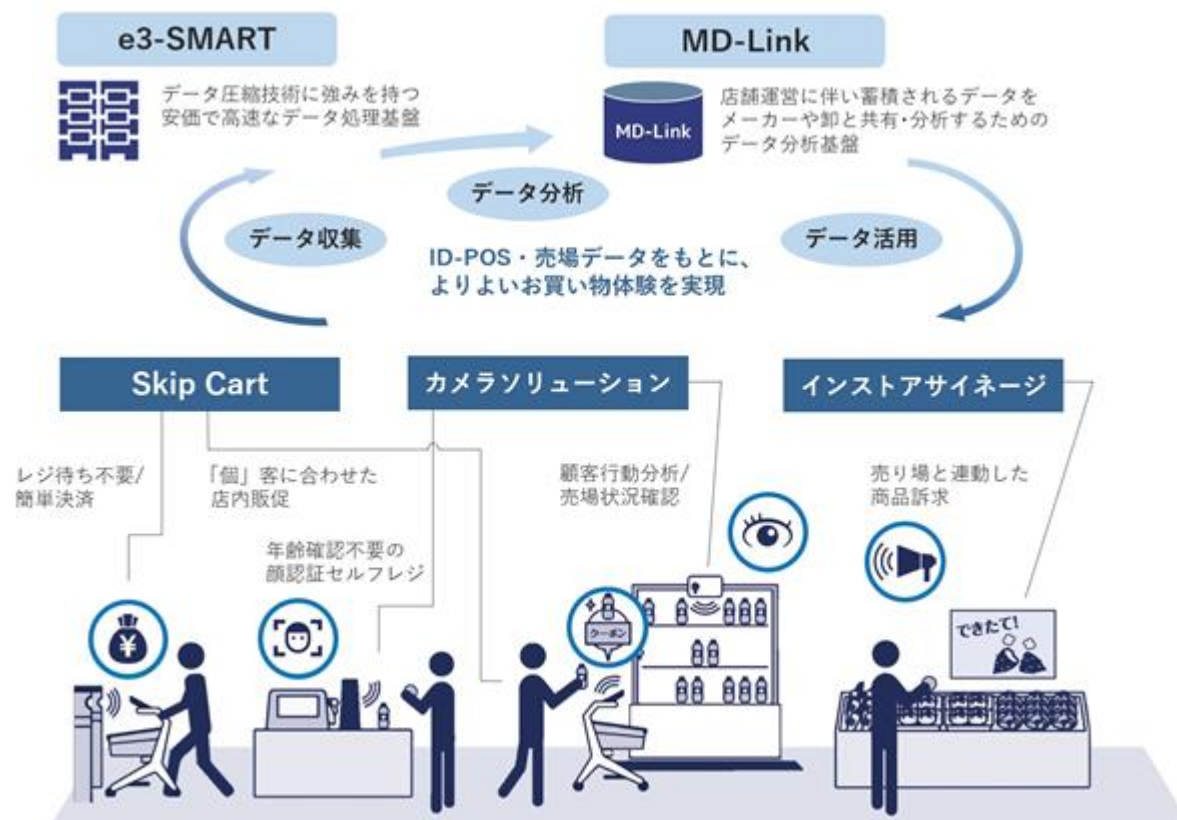 e3-SMART
データ圧縮技術に強みを持つ
安価で高速なデータ処理基盤
MD-Link
MD-Link
店舗運営に伴い蓄積されるデータを
メーカーや卸と共有・分析するための
データ分析基盤
データ分析
データ収集
データ活用
ID-POS・売場データをもとに、
よりよいお買い物体験を実現
Skip Cart
カメラソリューション
インストアサイネージ
レジ待ち不要/
簡単決済
「個」客に合わせた
店内販促
年齢確認不要の
顔認証セルフレジ
顧客行動分析/
売場状況確認
売り場と連動した
商品訴求
¥
クーポン
できたて!